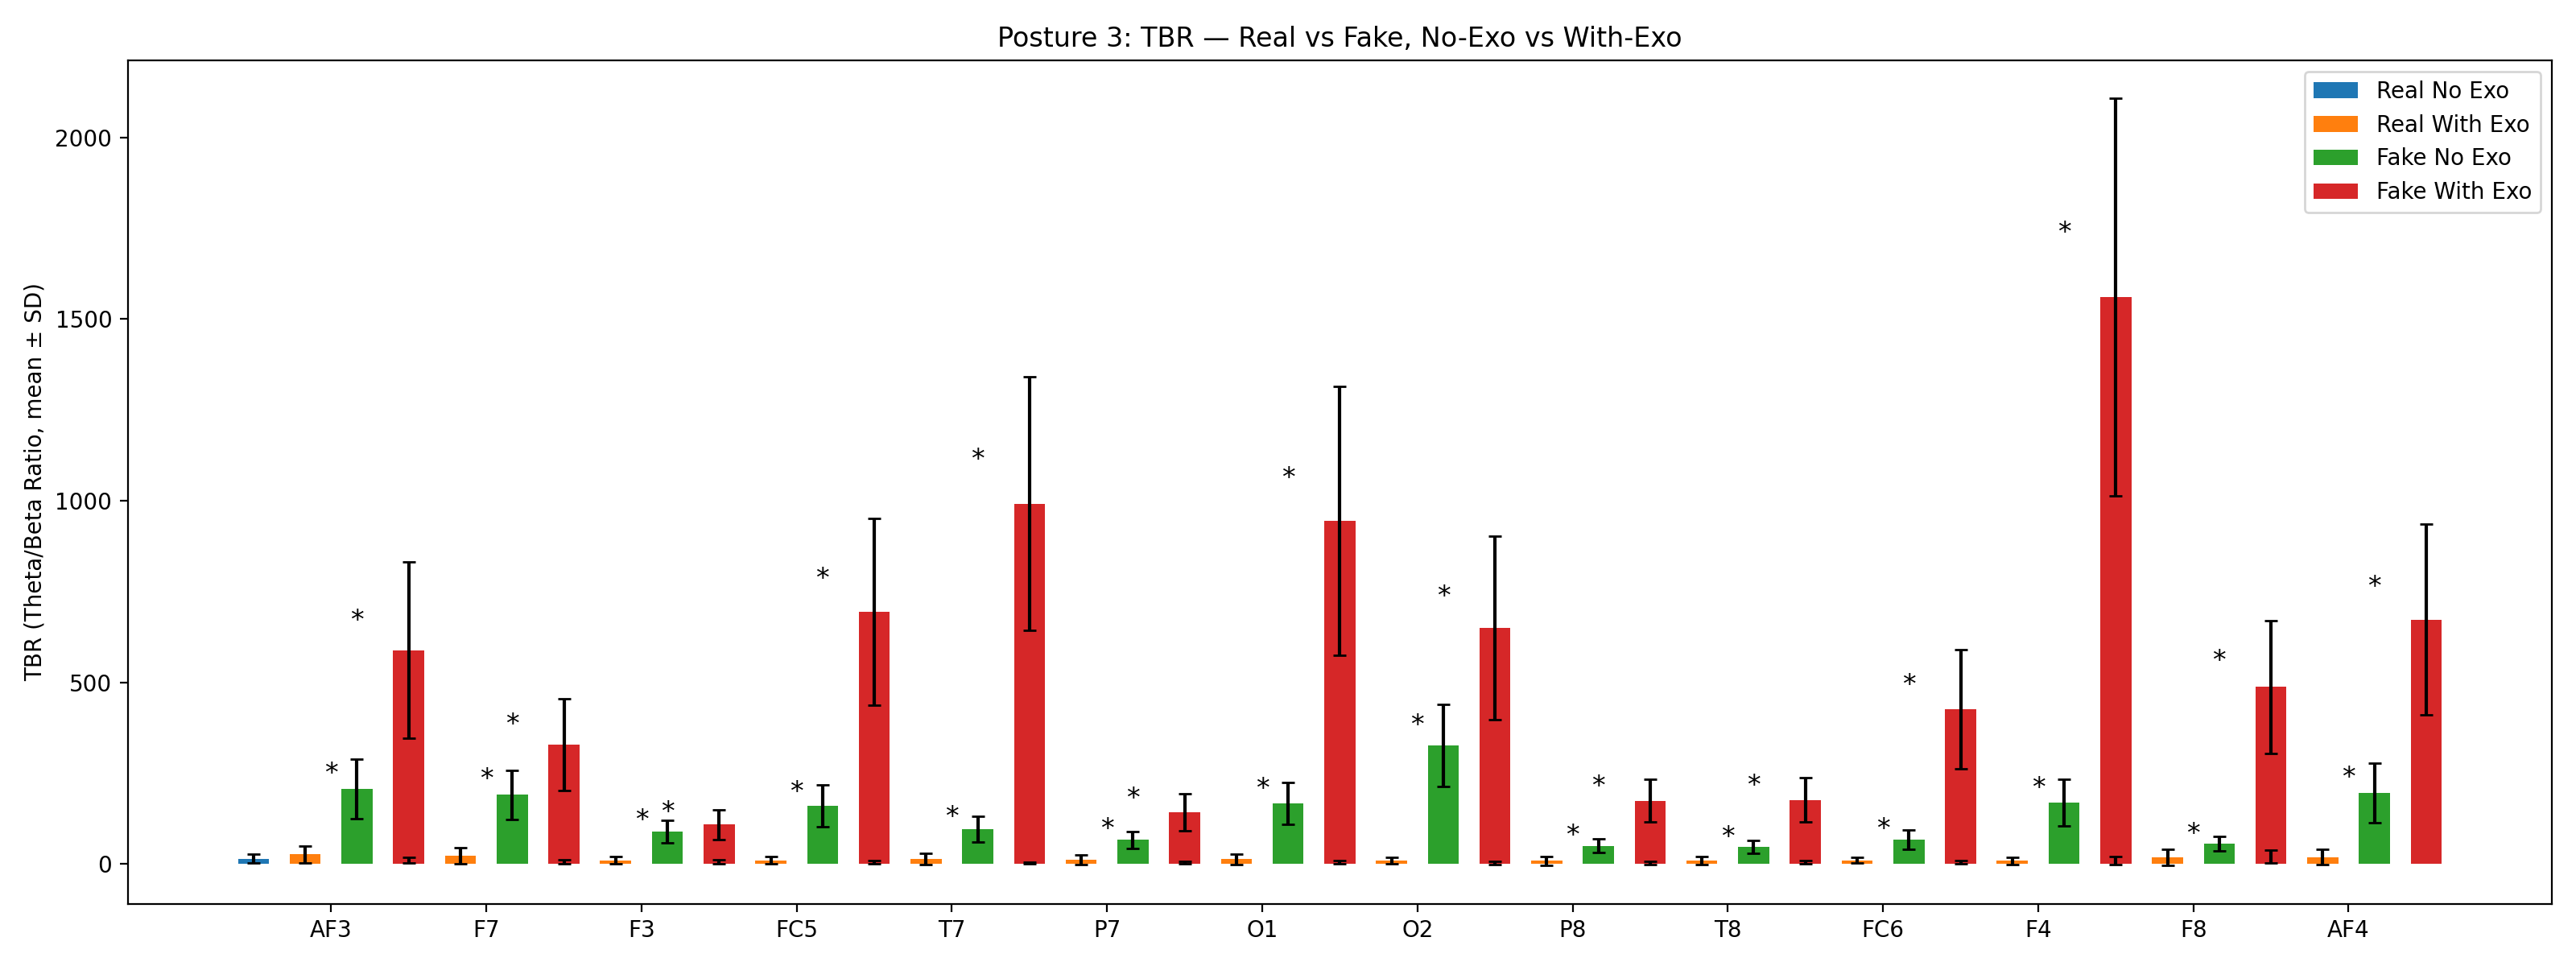 Posture 3: TBR — Real vs Fake, No-Exo vs With-Exo
Real No Exo
Real With Exo
Fake No Exo
Fake With Exo
TBR (Theta/Beta Ratio, mean ± SD)
2000
1500
1000
500
0
* * * * * * * * * * * * * * * * * * * * * * * * * * * *
AF3 F7 F3 FC5 T7 P7 O1 O2 P8 T8 FC6 F4 F8 AF4